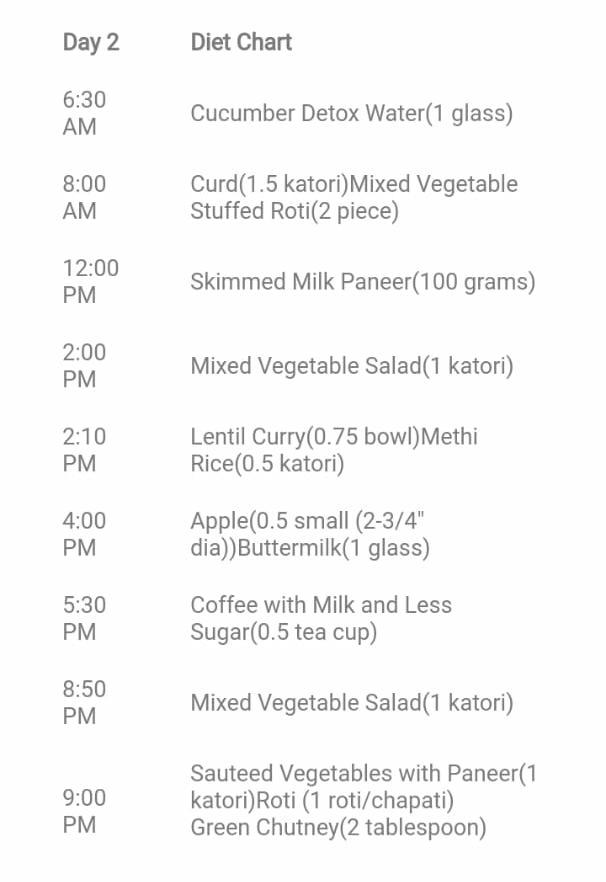 Day 2 Diet Chart
6:30
AM
Cucumber Detox Water(1 glass)
8:00
AM
Curd(1.5 katori)Mixed Vegetable
Stuffed Roti(2 piece)
12:00
PM
Skimmed Milk Paneer(100 grams)
2:00
PM
Mixed Vegetable Salad(1 katori)
2:10
PM
Lentil Curry(0.75 bowl)Methi
Rice(0.5 katori)
4:00
PM
Apple(0.5 small (2-3/4"
dia))Buttermilk(1 glass)
5:30
PM
Coffee with Milk and Less
Sugar(0.5 tea cup)
8:50
PM
Mixed Vegetable Salad(1 katori)
9:00
PM
Sauteed Vegetables with Paneer(1
katori)Roti (1 roti/chapati)
Green Chutney(2 tablespoon)